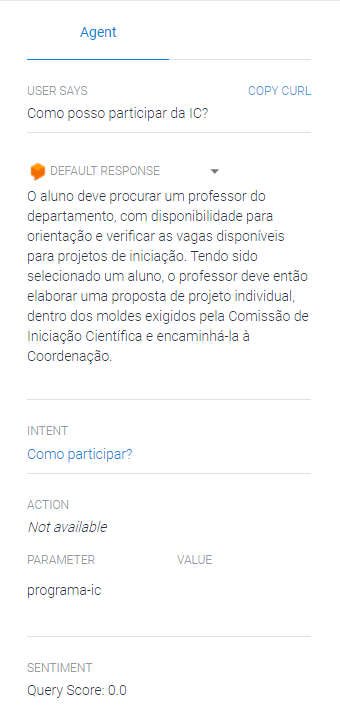 Agent
USER SAYS COPY CURL
Como posso participar da IC?
DEFAULT RESPONSE
O aluno deve procurar um professor do
departamento, com disponibilidade para
orientação e verificar as vagas disponíveis
para projetos de iniciação. Tendo sido
selecionado um aluno, o professor deve então
elaborar uma proposta de projeto individual,
dentro dos moldes exigidos pela Comissão de
Iniciação Científica e encaminhá-la à
Coordenação.
INTENT
Como participar?
ACTION
Not available
PARAMETER VALUE
programa-ic
SENTIMENT
Query Score: 0.0